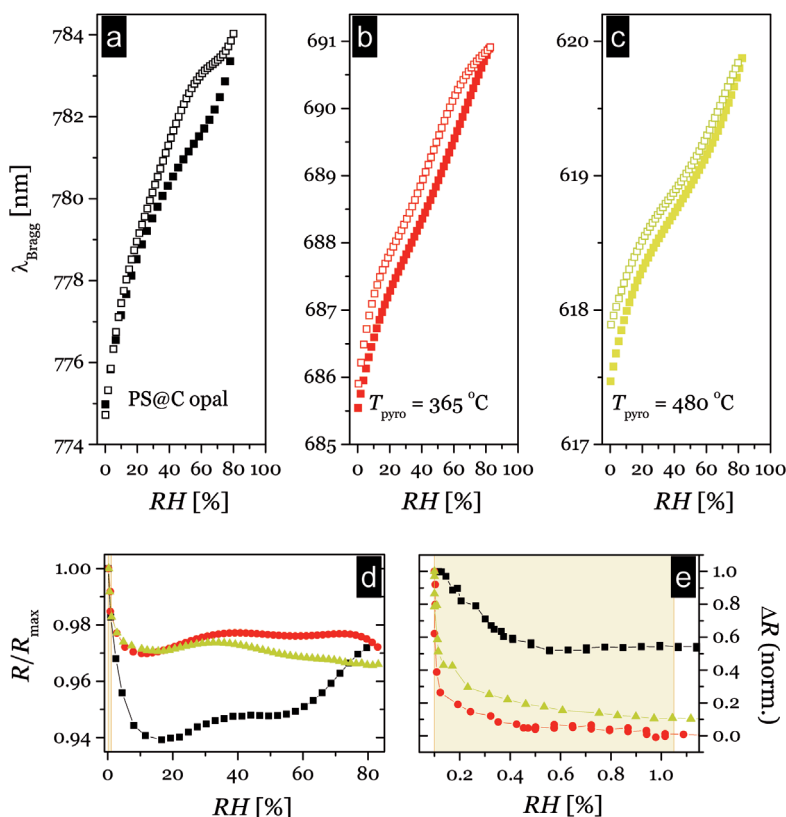 a
b
c
784
782
780
778
776
774
λBragg [nm]
PS@C opal
0 20 40 60 80 100
RH [%]
691
690
689
688
687
686
685
Tpyro = 365 °C
0 20 40 60 80 100
RH [%]
620
619
618
617
Tpyro = 480 °C
0 20 40 60 80 100
RH [%]
d
e
1.00
0.98
0.96
0.94
R/Rmax
0 20 40 60 80
RH [%]
1.0
0.8
0.6
0.4
0.2
0.0
ΔR (norm.)
0.2 0.4 0.6 0.8 1.0
RH [%]